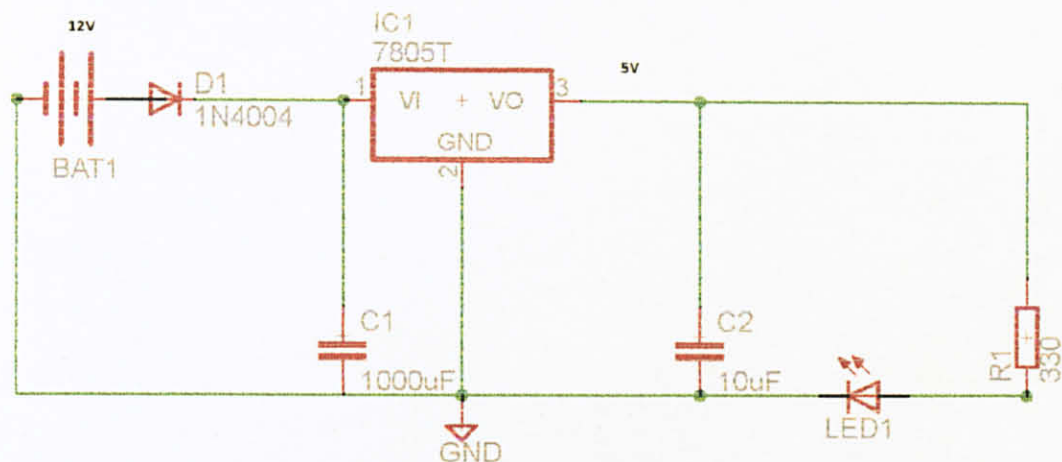 12V
IC1
7805T
5V
D1
1N4004
1
VI + VO
3
GND
2
BAT1
C1
1000uF
C2
10uF
R1
330
LED1
GND